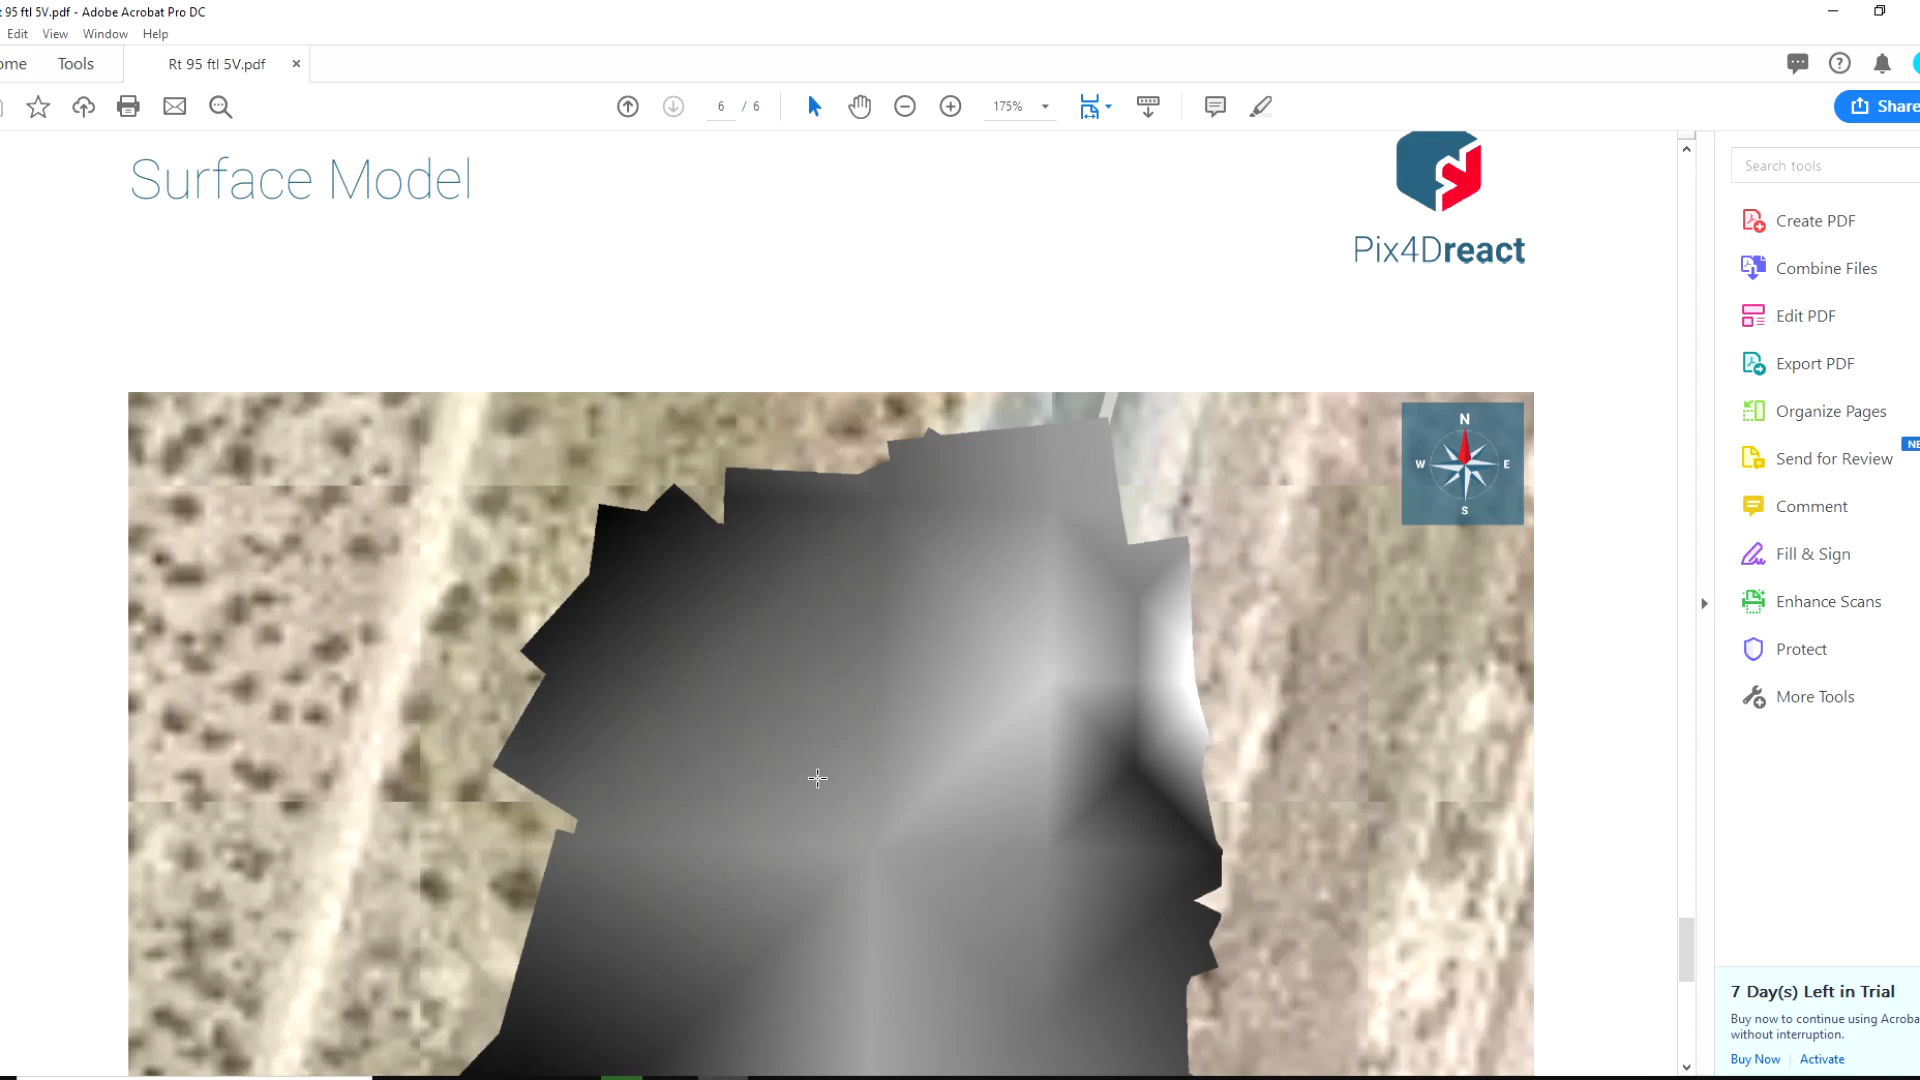 95 ftl 5V.pdf - Adobe Acrobat Pro DC
Edit View Window Help
ome Tools Rt 95 ftl 5V.pdf
6 / 6 175% Share
Surface Model
Pix4Dreact
N
W E
S
Search tools
Create PDF
Combine Files
Edit PDF
Export PDF
Organize Pages
NE
Send for Review
Comment
Fill & Sign
Enhance Scans
Protect
More Tools
7 Day(s) Left in Trial
Buy now to continue using Acroba
without interruption.
Buy Now Activate